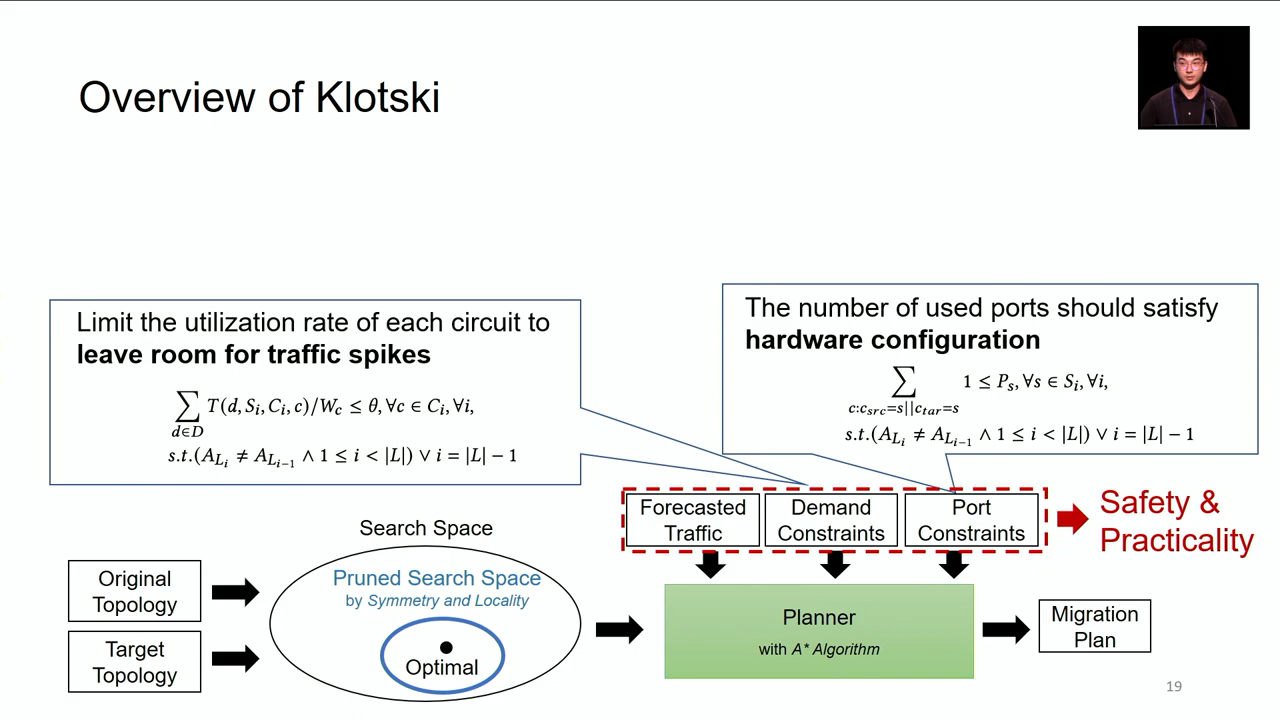 Overview of Klotski
Limit the utilization rate of each circuit to
leave room for traffic spikes
∑ T(d, S_i, C_i, c)/W_c ≤ θ, ∀c ∈ C_i, ∀i,
d∈D
s.t.(A_{L_i} ≠ A_{L_{i−1}} ∧ 1 ≤ i < |L|) ∨ i = |L| − 1
The number of used ports should satisfy
hardware configuration
∑ 1 ≤ P_s, ∀s ∈ S_i, ∀i,
c:c_{src}=s||c_{tar}=s
s.t.(A_{L_i} ≠ A_{L_{i−1}} ∧ 1 ≤ i < |L|) ∨ i = |L| − 1
Forecasted
Traffic
Demand
Constraints
Port
Constraints
Safety &
Practicality
Search Space
Original
Topology
Target
Topology
Pruned Search Space
by Symmetry and Locality
Optimal
Planner
with A* Algorithm
Migration
Plan
19